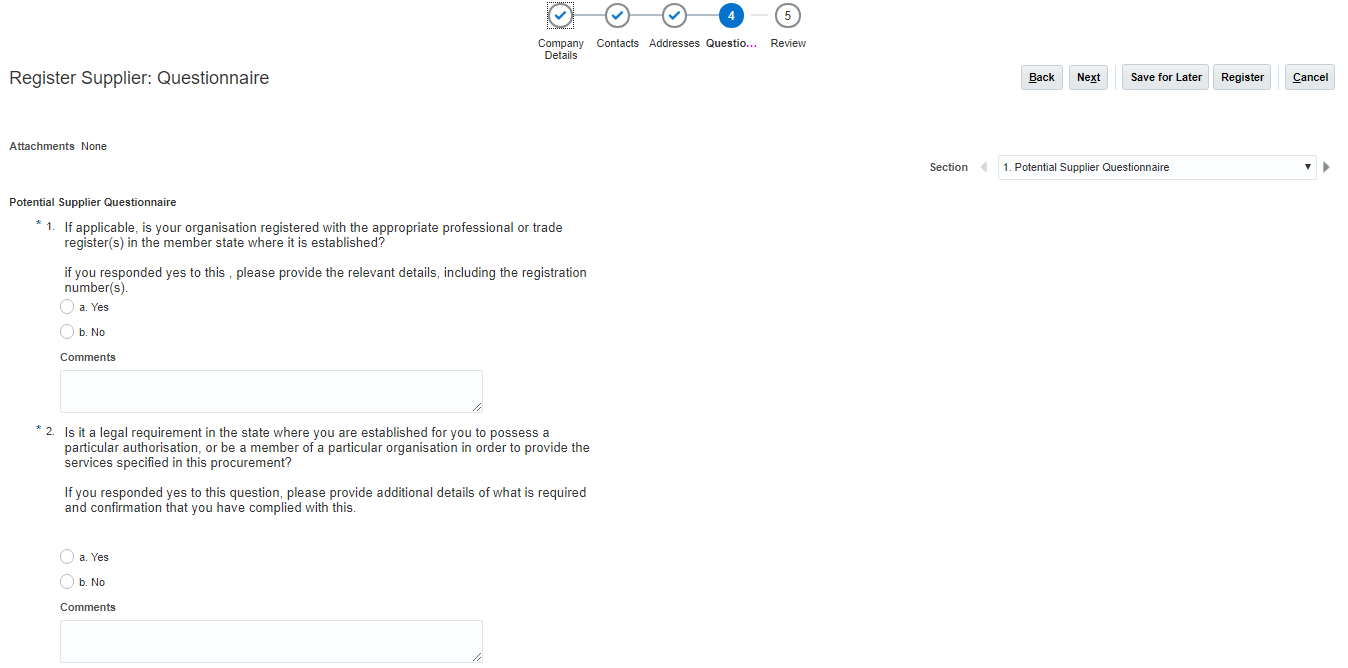 4
5
Company Details
Contacts
Addresses
Questio...
Review
Register Supplier: Questionnaire
Back
Next
Save for Later
Register
Cancel
Attachments None
Section
1. Potential Supplier Questionnaire
Potential Supplier Questionnaire
* 1. If applicable, is your organisation registered with the appropriate professional or trade
register(s) in the member state where it is established?
if you responded yes to this , please provide the relevant details, including the registration
number(s).
a. Yes
b. No
Comments
* 2. Is it a legal requirement in the state where you are established for you to possess a
particular authorisation, or be a member of a particular organisation in order to provide the
services specified in this procurement?
If you responded yes to this question, please provide additional details of what is required
and confirmation that you have complied with this.
a. Yes
b. No
Comments